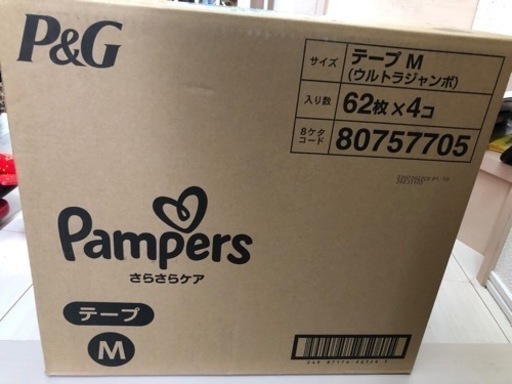 P&G
サイズ
テープ M
(ウルトラジャンボ)
入り数
62枚×4コ
8ケタ
コード
80757705
Pampers
さらさらケア
テープ
M